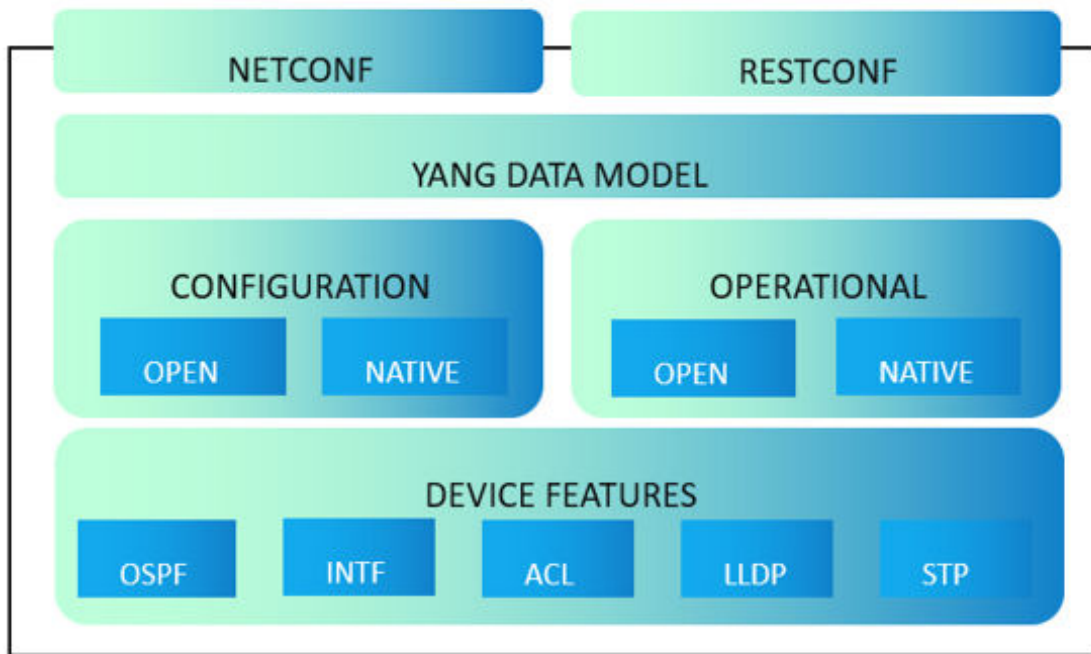 NETCONF
RESTCONF
YANG DATA MODEL
CONFIGURATION
OPEN
NATIVE
OPERATIONAL
OPEN
NATIVE
DEVICE FEATURES
OSPF
INTF
ACL
LLDP
STP